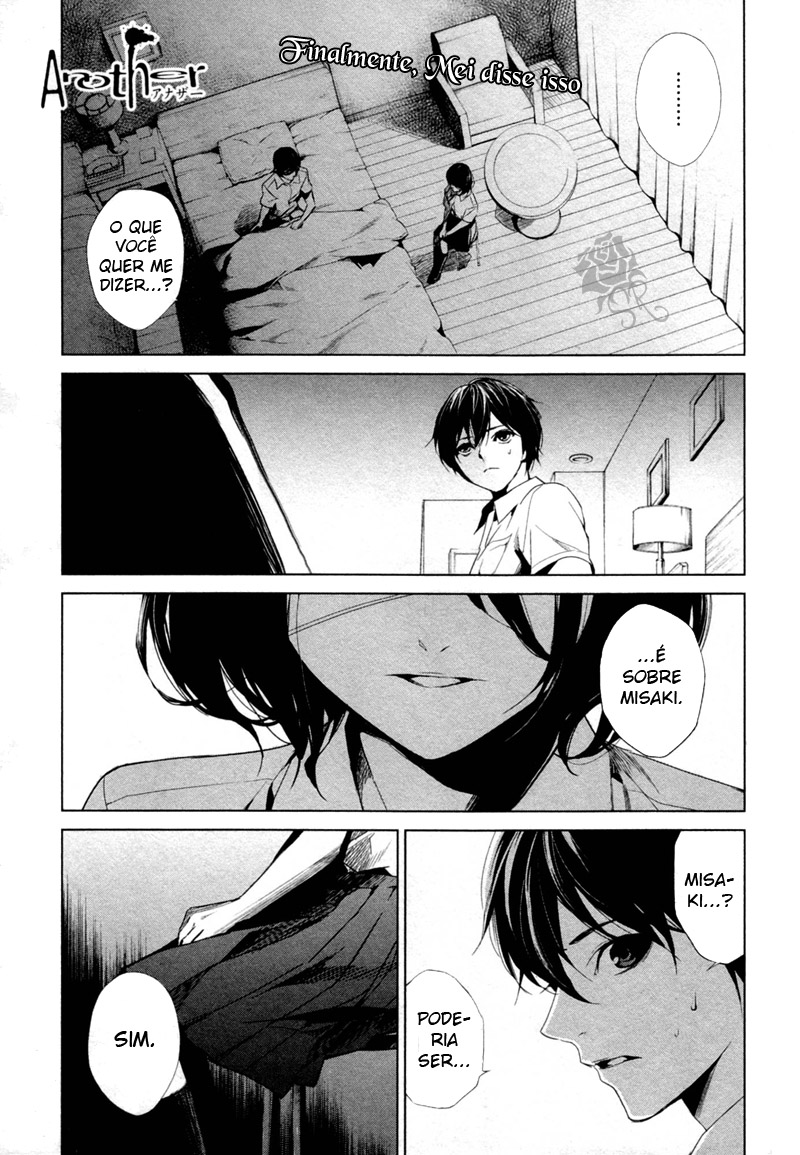 Another
アナザー
Finalmente, Mei disse isso
.........
O QUE
VOCÊ
QUER ME
DIZER...?
...É
SOBRE
MISAKI.
MISA-
KI...?
PODE-
RIA
SER...
SIM.